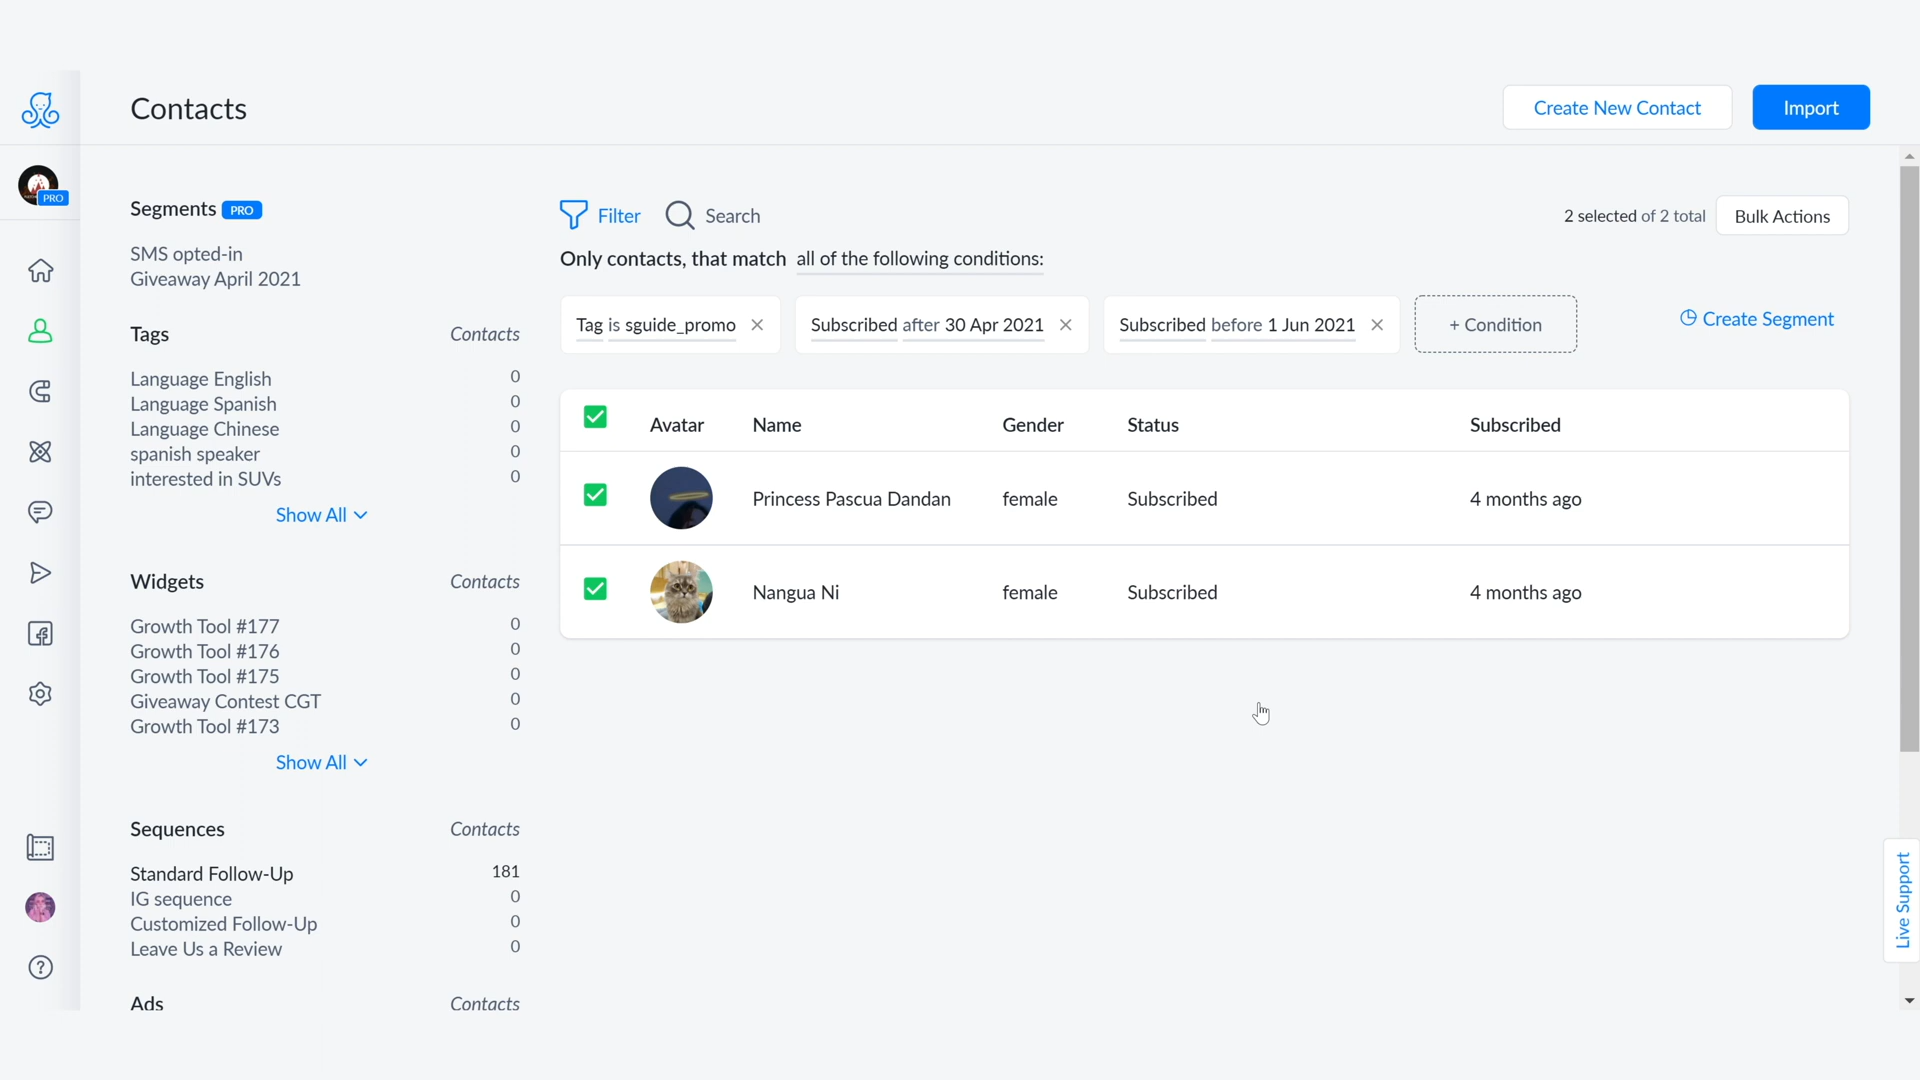 Contacts
Create New Contact
Import
PRO
Segments PRO
SMS opted-in
Giveaway April 2021
Tags Contacts
Language English 0
Language Spanish 0
Language Chinese 0
spanish speaker 0
interested in SUVs 0
Show All
Widgets Contacts
Growth Tool #177 0
Growth Tool #176 0
Growth Tool #175 0
Giveaway Contest CGT 0
Growth Tool #173 0
Show All
Sequences Contacts
Standard Follow-Up 181
IG sequence 0
Customized Follow-Up 0
Leave Us a Review 0
Ads Contacts
Filter Search
2 selected of 2 total Bulk Actions
Only contacts, that match all of the following conditions:
Tag is sguide_promo Subscribed after 30 Apr 2021 Subscribed before 1 Jun 2021 + Condition
Create Segment
Avatar Name Gender Status Subscribed
Princess Pascua Dandan female Subscribed 4 months ago
Nangua Ni female Subscribed 4 months ago
Live Support